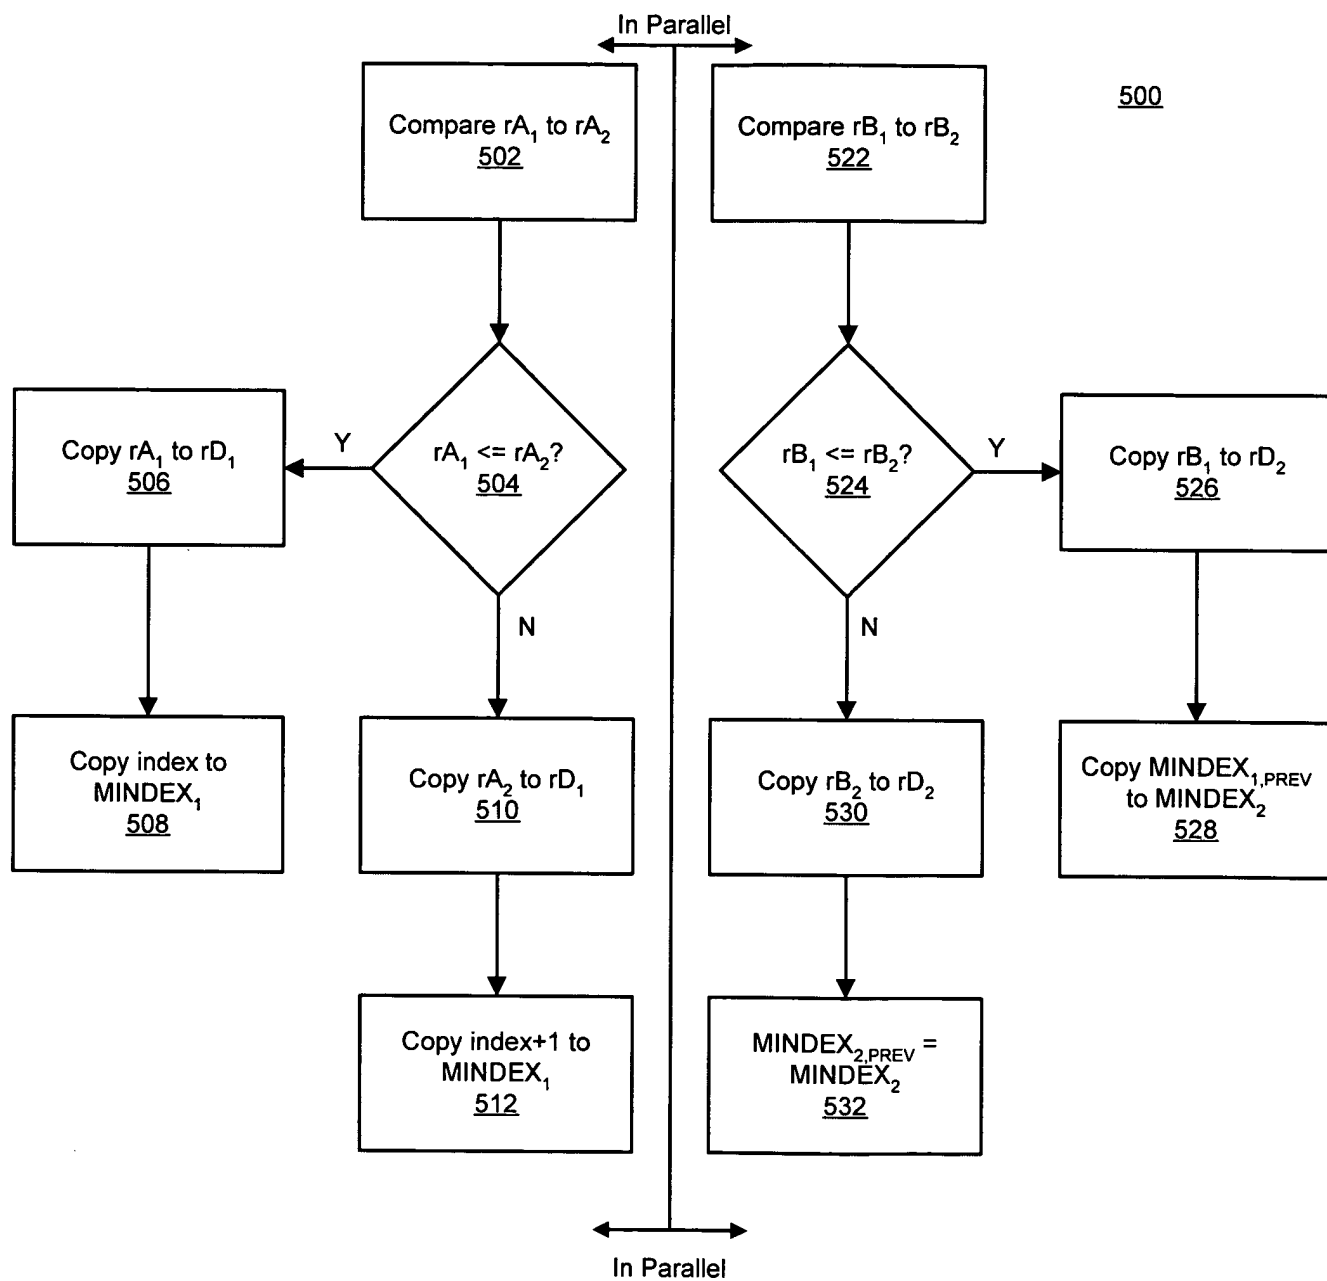 In Parallel
500
Compare rA₁ to rA₂
502
Compare rB₁ to rB₂
522
rA₁ <= rA₂?
504
Y
N
Copy rA₁ to rD₁
506
Copy index to
MINDEX₁
508
Copy rA₂ to rD₁
510
Copy index+1 to
MINDEX₁
512
rB₁ <= rB₂?
524
Y
N
Copy rB₁ to rD₂
526
Copy MINDEX₁,PREV
to MINDEX₂
528
Copy rB₂ to rD₂
530
MINDEX₂,PREV =
MINDEX₂
532
In Parallel